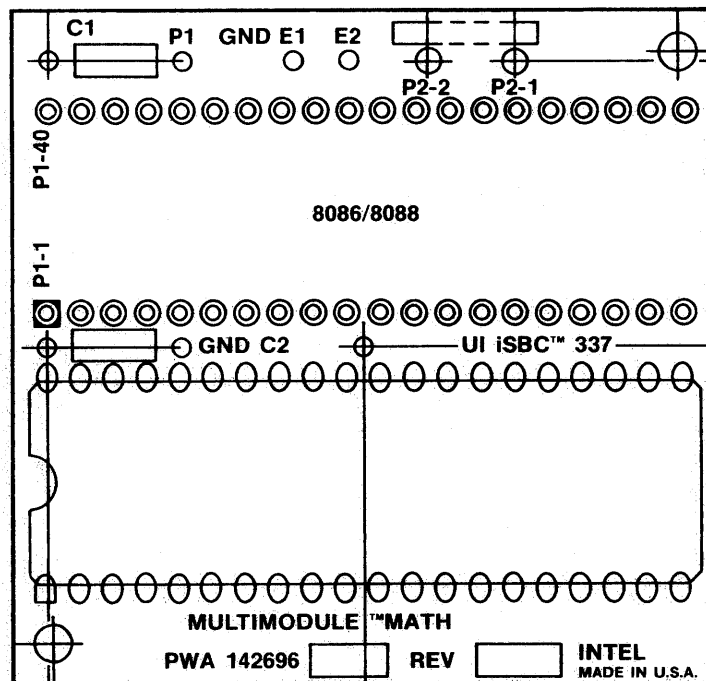 C1 P1 GND E1 E2
P2-2 P2-1
P1-40
8086/8088
P1-1
GND C2 UI iSBC™ 337
MULTIMODULE ™MATH
PWA 142696 REV INTEL
MADE IN U.S.A.